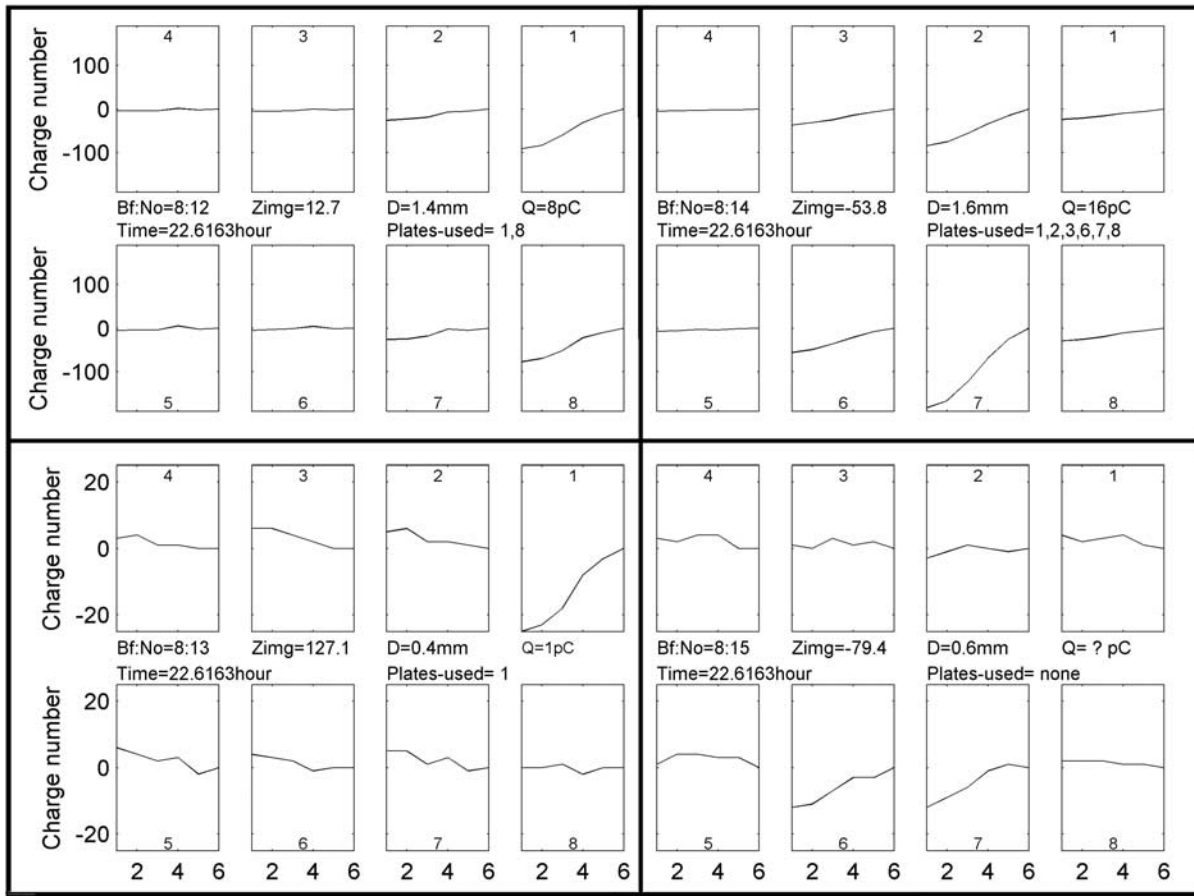 4 3 2 1
Charge number
100
0
-100
Bf:No=8:12 Zimg=12.7 D=1.4mm Q=8pC
Time=22.6163hour Plates-used= 1,8
Charge number
100
0
-100
5 6 7 8
4 3 2 1
Bf:No=8:14 Zimg=-53.8 D=1.6mm Q=16pC
Time=22.6163hour Plates-used=1,2,3,6,7,8
5 6 7 8
4 3 2 1
Charge number
20
0
-20
Bf:No=8:13 Zimg=127.1 D=0.4mm Q=1pC
Time=22.6163hour Plates-used= 1
Charge number
20
0
-20
5 6 7 8
2 4 6 2 4 6 2 4 6 2 4 6
4 3 2 1
Bf:No=8:15 Zimg=-79.4 D=0.6mm Q= ? pC
Time=22.6163hour Plates-used= none
5 6 7 8
2 4 6 2 4 6 2 4 6 2 4 6